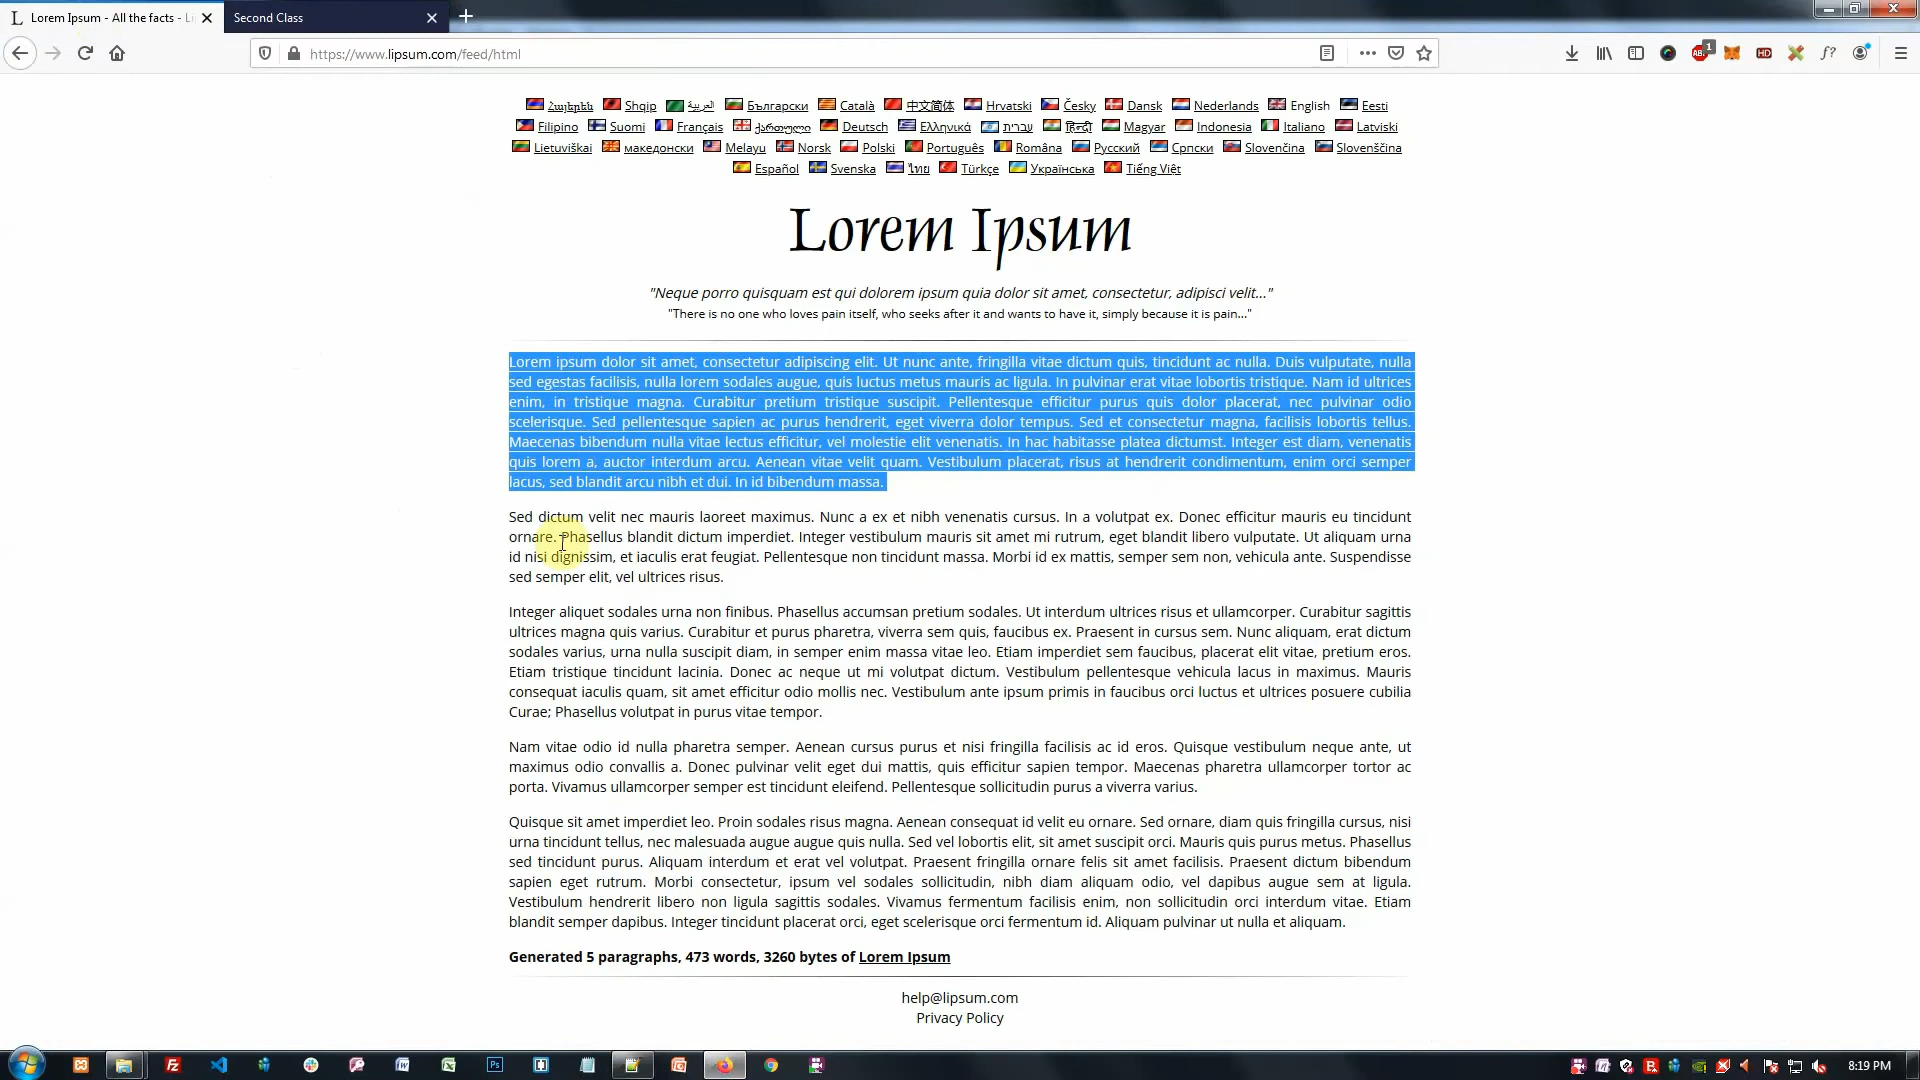 Lorem Ipsum - All the facts - Li
Second Class
https://www.lipsum.com/feed/html
1
HD
f?
Հայերեն Shqip العربية Български Català 中文简体 Hrvatski Česky Dansk Nederlands English Eesti
Filipino Suomi Français ქართული Deutsch Ελληνικά עברית हिन्दी Magyar Indonesia Italiano Latviski
Lietuviškai македонски Melayu Norsk Polski Português Româna Русский Српски Slovenčina Slovenščina
Español Svenska ไทย Türkçe Українська Tiếng Việt
Lorem Ipsum
"Neque porro quisquam est qui dolorem ipsum quia dolor sit amet, consectetur, adipisci velit..."
"There is no one who loves pain itself, who seeks after it and wants to have it, simply because it is pain..."
Lorem ipsum dolor sit amet, consectetur adipiscing elit. Ut nunc ante, fringilla vitae dictum quis, tincidunt ac nulla. Duis vulputate, nulla
sed egestas facilisis, nulla lorem sodales augue, quis luctus metus mauris ac ligula. In pulvinar erat vitae lobortis tristique. Nam id ultrices
enim, in tristique magna. Curabitur pretium tristique suscipit. Pellentesque efficitur purus quis dolor placerat, nec pulvinar odio
scelerisque. Sed pellentesque sapien ac purus hendrerit, eget viverra dolor tempus. Sed et consectetur magna, facilisis lobortis tellus.
Maecenas bibendum nulla vitae lectus efficitur, vel molestie elit venenatis. In hac habitasse platea dictumst. Integer est diam, venenatis
quis lorem a, auctor interdum arcu. Aenean vitae velit quam. Vestibulum placerat, risus at hendrerit condimentum, enim orci semper
lacus, sed blandit arcu nibh et dui. In id bibendum massa.
Sed dictum velit nec mauris laoreet maximus. Nunc a ex et nibh venenatis cursus. In a volutpat ex. Donec efficitur mauris eu tincidunt
ornare. Phasellus blandit dictum imperdiet. Integer vestibulum mauris sit amet mi rutrum, eget blandit libero vulputate. Ut aliquam urna
id nisi dignissim, et iaculis erat feugiat. Pellentesque non tincidunt massa. Morbi id ex mattis, semper sem non, vehicula ante. Suspendisse
sed semper elit, vel ultrices risus.
Integer aliquet sodales urna non finibus. Phasellus accumsan pretium sodales. Ut interdum ultrices risus et ullamcorper. Curabitur sagittis
ultrices magna quis varius. Curabitur et purus pharetra, viverra sem quis, faucibus ex. Praesent in cursus sem. Nunc aliquam, erat dictum
sodales varius, urna nulla suscipit diam, in semper enim massa vitae leo. Etiam imperdiet sem faucibus, placerat elit vitae, pretium eros.
Etiam tristique tincidunt lacinia. Donec ac neque ut mi volutpat dictum. Vestibulum pellentesque vehicula lacus in maximus. Mauris
consequat iaculis quam, sit amet efficitur odio mollis nec. Vestibulum ante ipsum primis in faucibus orci luctus et ultrices posuere cubilia
Curae; Phasellus volutpat in purus vitae tempor.
Nam vitae odio id nulla pharetra semper. Aenean cursus purus et nisi fringilla facilisis ac id eros. Quisque vestibulum neque ante, ut
maximus odio convallis a. Donec pulvinar velit eget dui mattis, quis efficitur sapien tempor. Maecenas pharetra ullamcorper tortor ac
porta. Vivamus ullamcorper semper est tincidunt eleifend. Pellentesque sollicitudin purus a viverra varius.
Quisque sit amet imperdiet leo. Proin sodales risus magna. Aenean consequat id velit eu ornare. Sed ornare, diam quis fringilla cursus, nisi
urna tincidunt tellus, nec malesuada augue augue quis nulla. Sed vel lobortis elit, sit amet suscipit orci. Mauris quis purus metus. Phasellus
sed tincidunt purus. Aliquam interdum et erat vel volutpat. Praesent fringilla ornare felis sit amet facilisis. Praesent dictum bibendum
sapien eget rutrum. Morbi consectetur, ipsum vel sodales sollicitudin, nibh diam aliquam odio, vel dapibus augue sem at ligula.
Vestibulum hendrerit libero non ligula sagittis sodales. Vivamus fermentum facilisis enim, non sollicitudin orci interdum vitae. Etiam
blandit semper dapibus. Integer tincidunt placerat orci, eget scelerisque orci fermentum id. Aliquam pulvinar ut nulla et aliquam.
Generated 5 paragraphs, 473 words, 3260 bytes of Lorem Ipsum
help@lipsum.com
Privacy Policy
8:19 PM